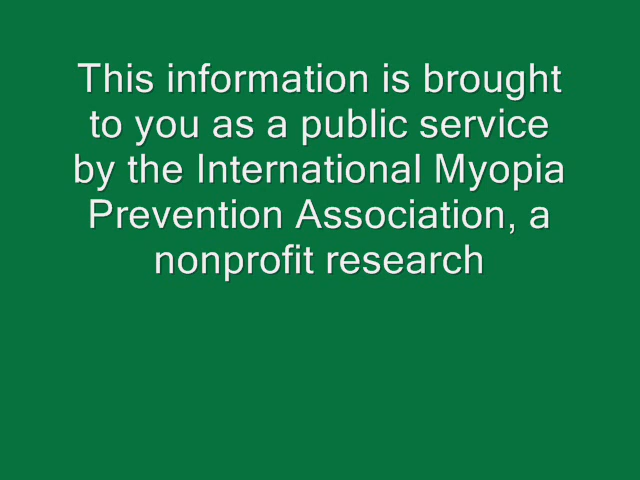 This information is brought
to you as a public service
by the International Myopia
Prevention Association, a
nonprofit research